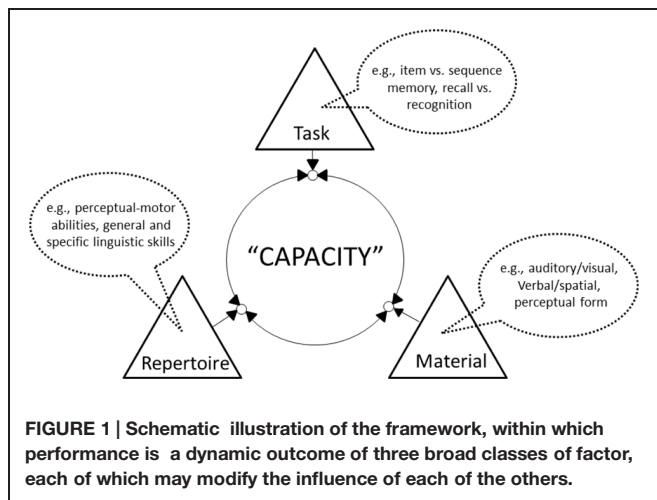 e.g., item vs. sequence
memory, recall vs.
recognition
Task
e.g., perceptual-motor
abilities, general and
specific linguistic skills
"CAPACITY"
e.g., auditory/visual,
Verbal/spatial,
perceptual form
Repertoire
Material
FIGURE 1 | Schematic illustration of the framework, within which
performance is a dynamic outcome of three broad classes of factor,
each of which may modify the influence of each of the others.